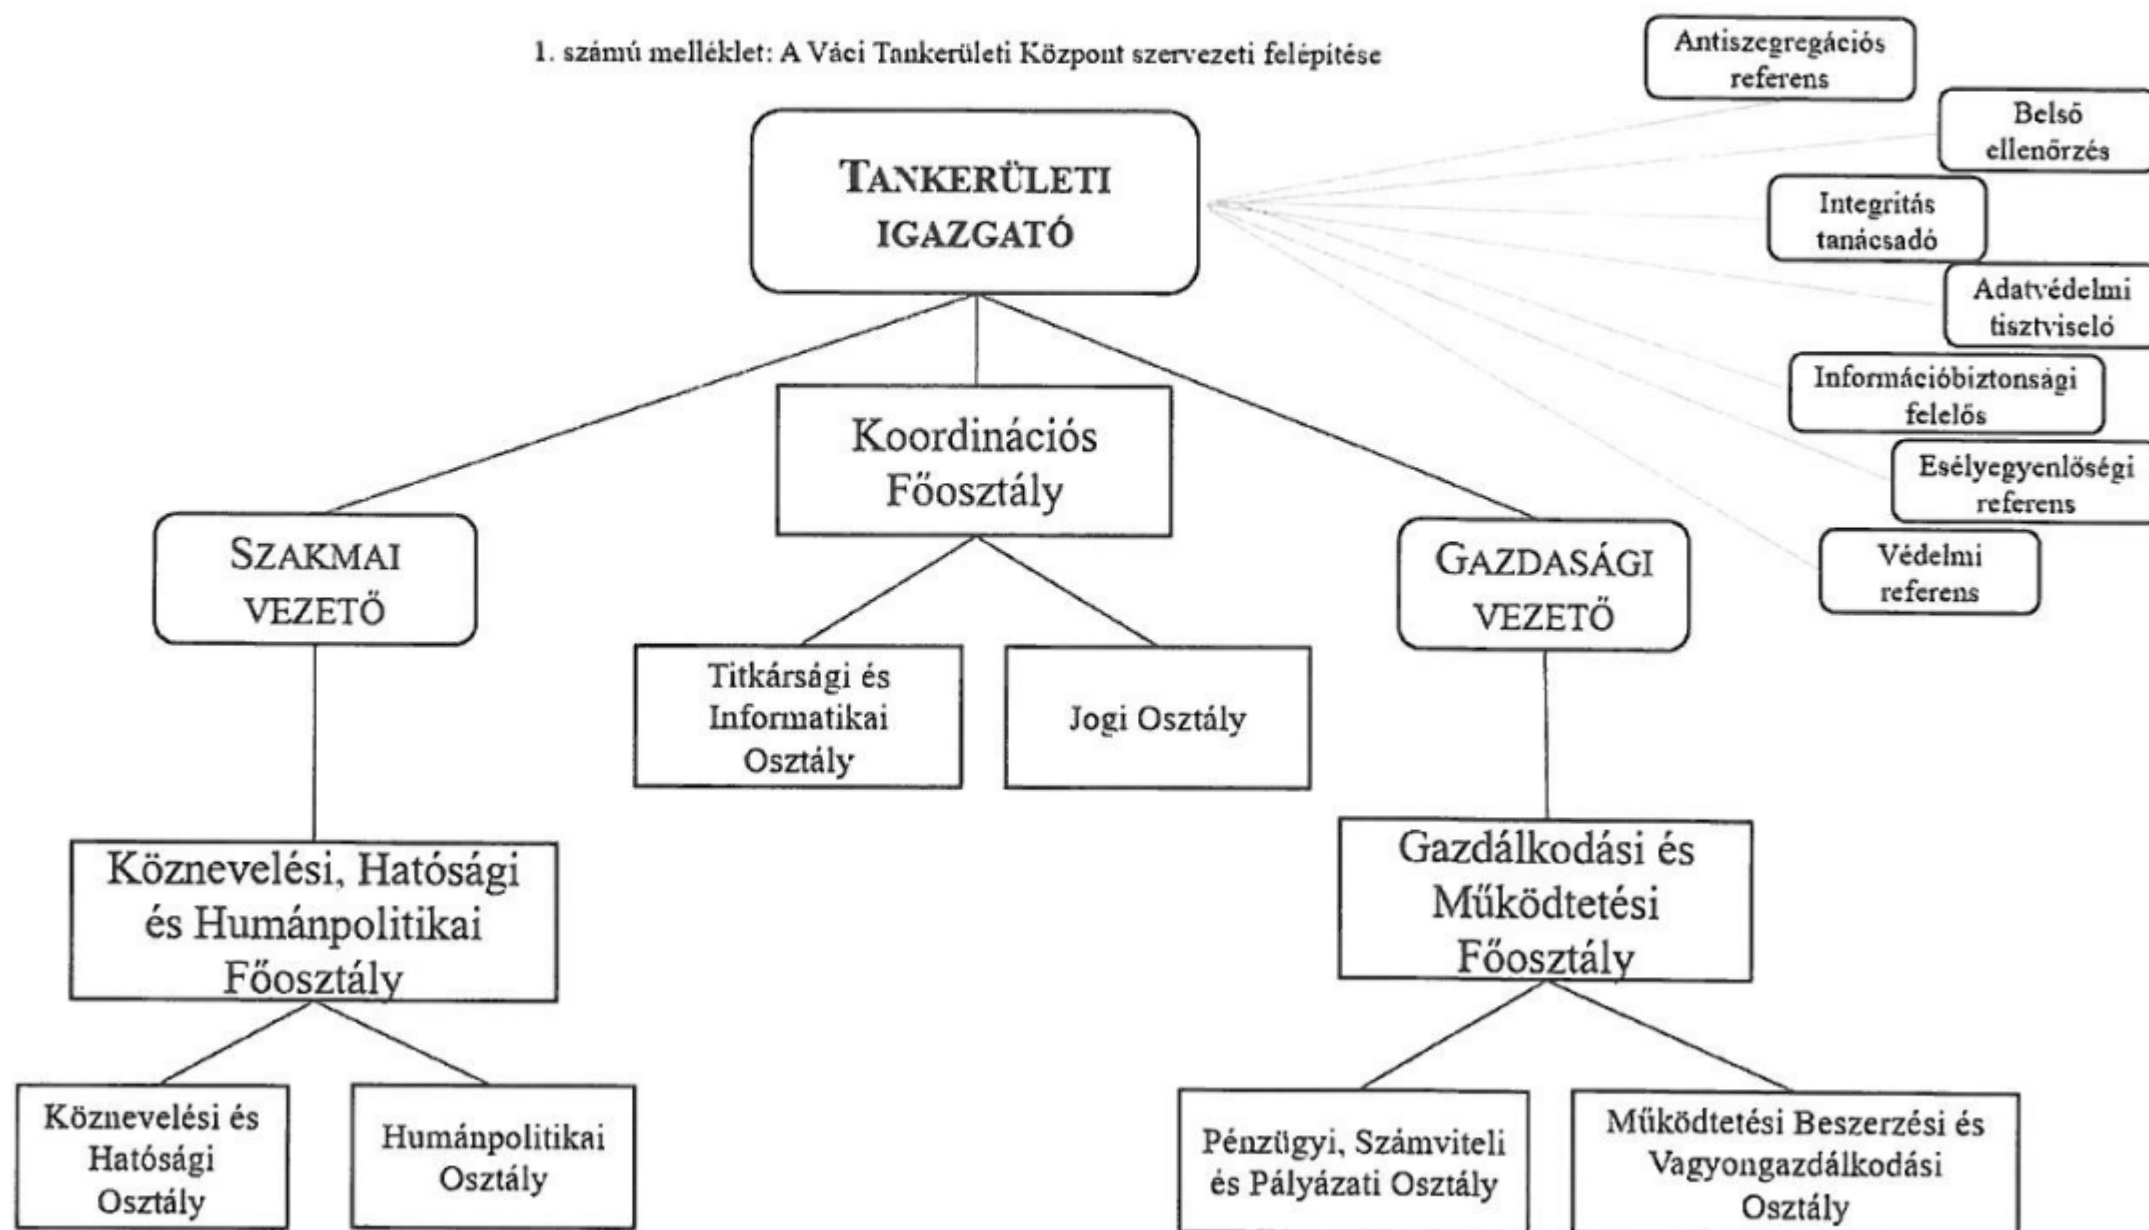 1. számú melléklet: A Váci Tankerületi Központ szervezeti felépítése
Antiszegregációs
referens
Belső
ellenőrzés
TANKERÜLETI
IGAZGATÓ
Integritás
tanácsadó
Adatvédelmi
tisztviselő
Információbiztonsági
felelős
Esélyegyenlőségi
referens
Védelmi
referens
Koordinációs
Főosztály
SZAKMAI
VEZETŐ
GAZDASÁGI
VEZETŐ
Titkársági és
Informatikai
Osztály
Jogi Osztály
Köznevelési, Hatósági
és Humánpolitikai
Főosztály
Gazdálkodási és
Működtetési
Főosztály
Köznevelési és
Hatósági
Osztály
Humánpolitikai
Osztály
Pénzügyi, Számviteli
és Pályázati Osztály
Működtetési Beszerzési és
Vagyongazdálkodási
Osztály